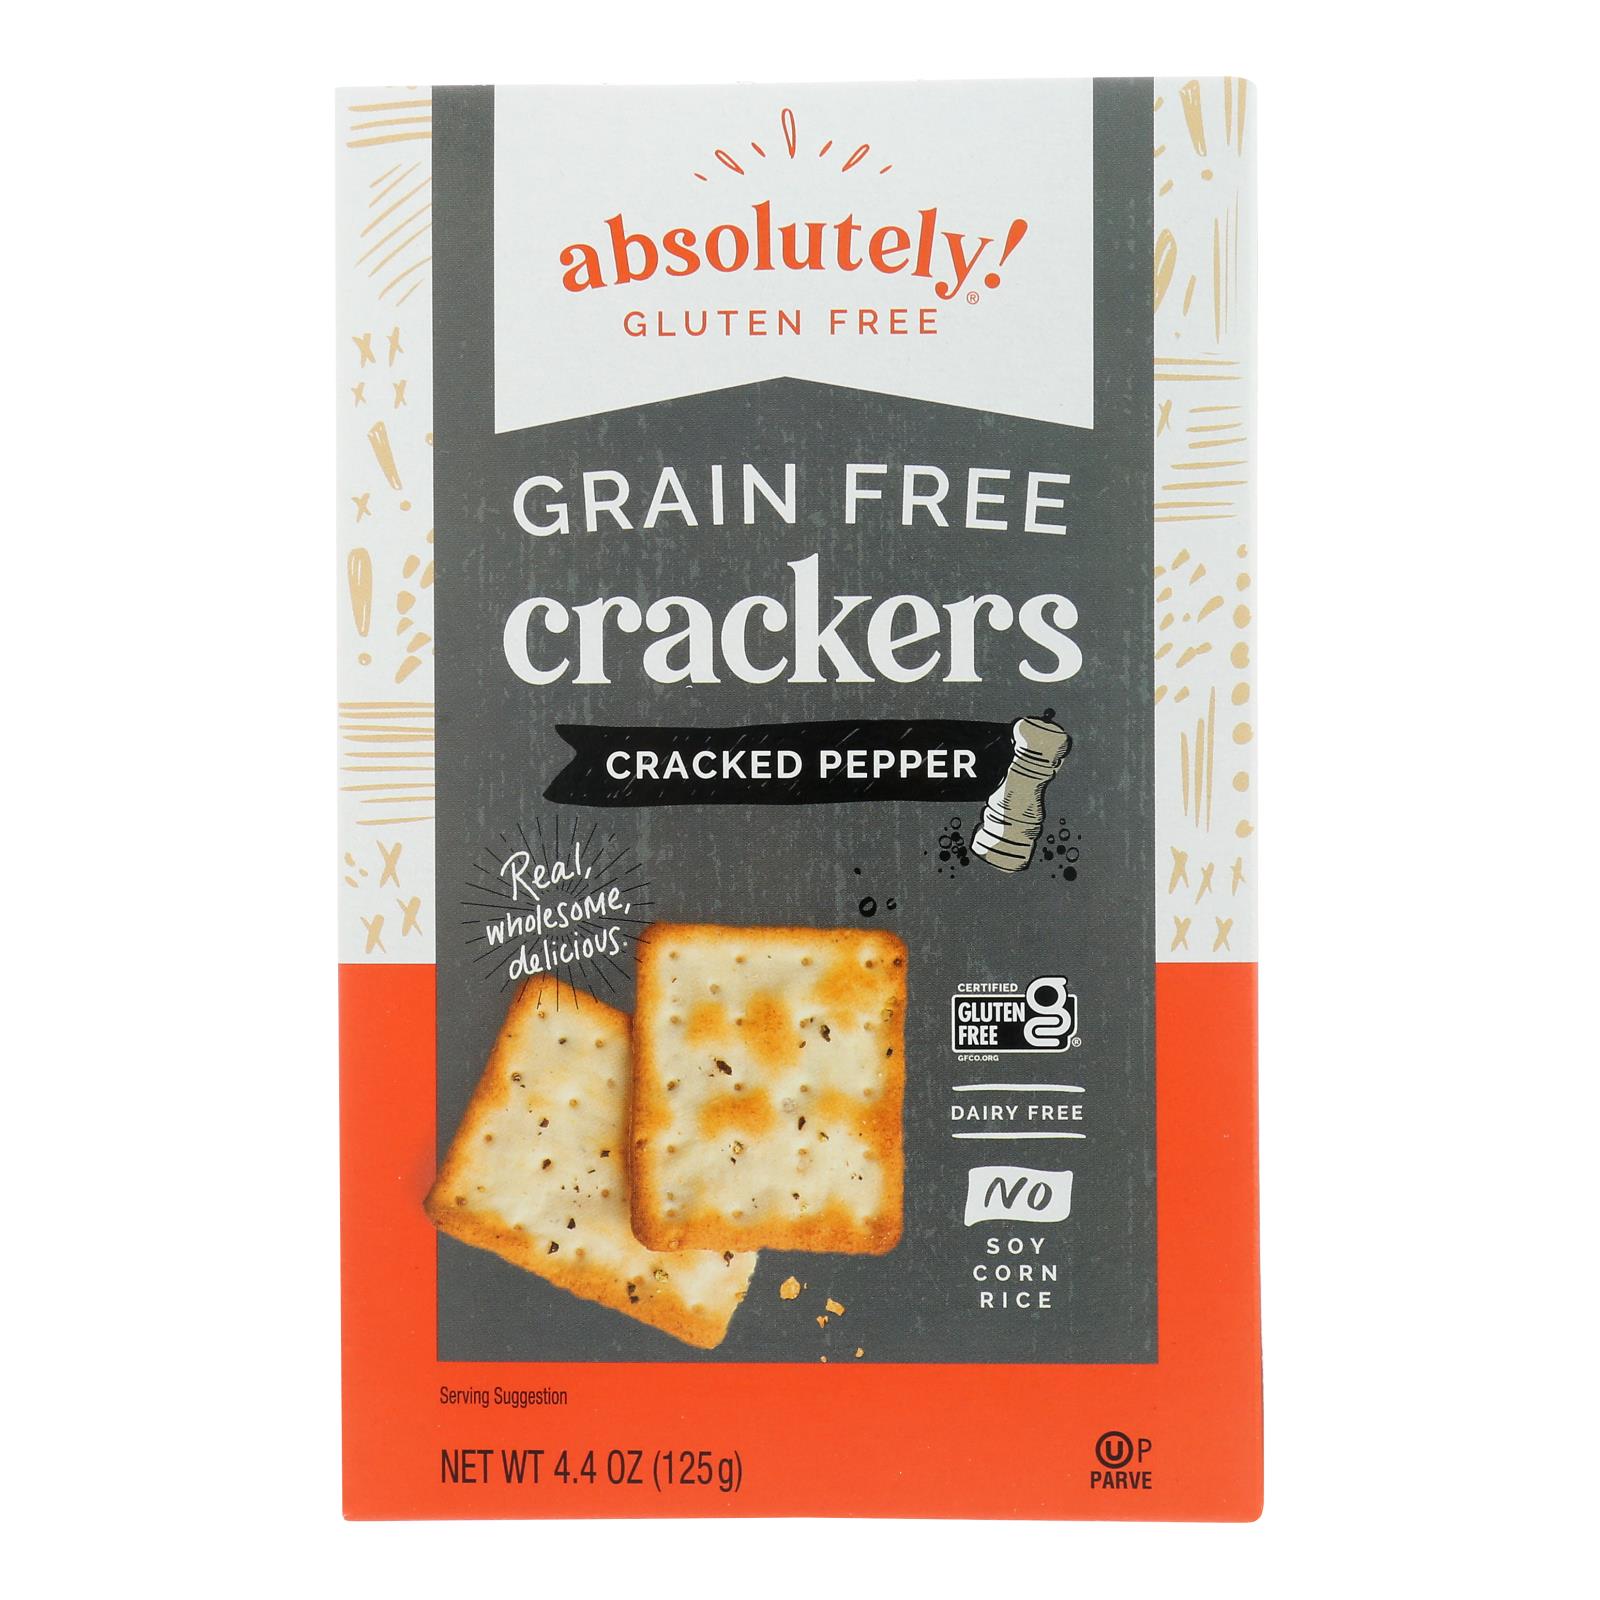 absolutely!®
GLUTEN FREE
GRAIN FREE
crackers
CRACKED PEPPER
Real,
wholesome,
delicious.
CERTIFIED
GLUTEN
FREE
g
®
GFCO.ORG
DAIRY FREE
NO
SOY
CORN
RICE
Serving Suggestion
NET WT 4.4 OZ (125g)
U P
PARVE